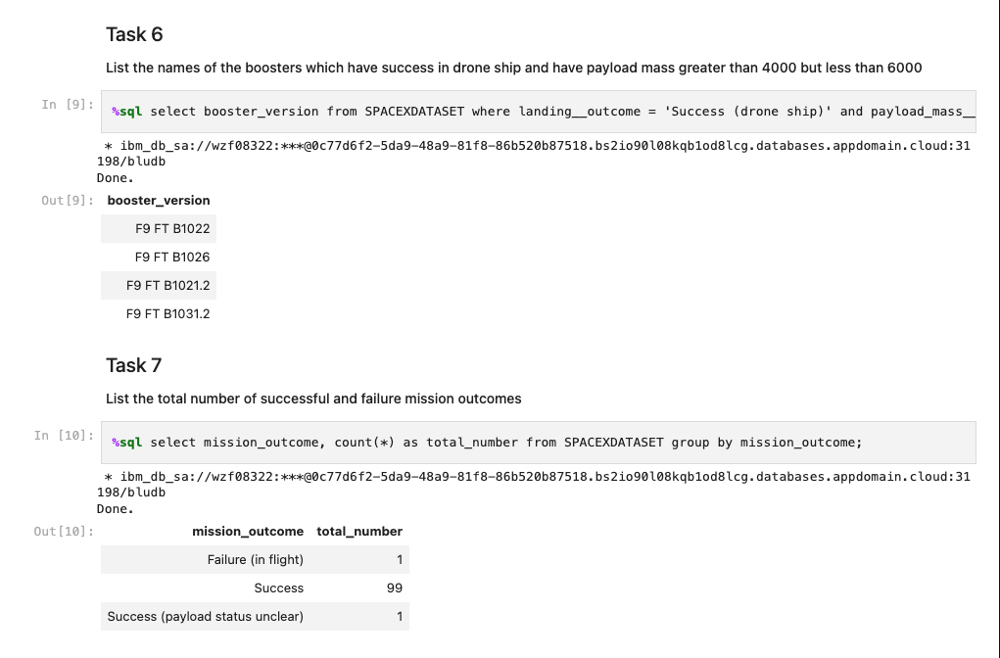 Task 6
List the names of the boosters which have success in drone ship and have payload mass greater than 4000 but less than 6000
In [9]: %sql select booster_version from SPACEXDATASET where landing__outcome = 'Success (drone ship)' and payload_mass__
* ibm_db_sa://wzf08322:***@0c77d6f2-5da9-48a9-81f8-86b520b87518.bs2io90l08kqb1od8lcg.databases.appdomain.cloud:31
198/bludb
Done.
Out[9]: booster_version
F9 FT B1022
F9 FT B1026
F9 FT B1021.2
F9 FT B1031.2
Task 7
List the total number of successful and failure mission outcomes
In [10]: %sql select mission_outcome, count(*) as total_number from SPACEXDATASET group by mission_outcome;
* ibm_db_sa://wzf08322:***@0c77d6f2-5da9-48a9-81f8-86b520b87518.bs2io90l08kqb1od8lcg.databases.appdomain.cloud:31
198/bludb
Done.
Out[10]: mission_outcome total_number
Failure (in flight) 1
Success 99
Success (payload status unclear) 1